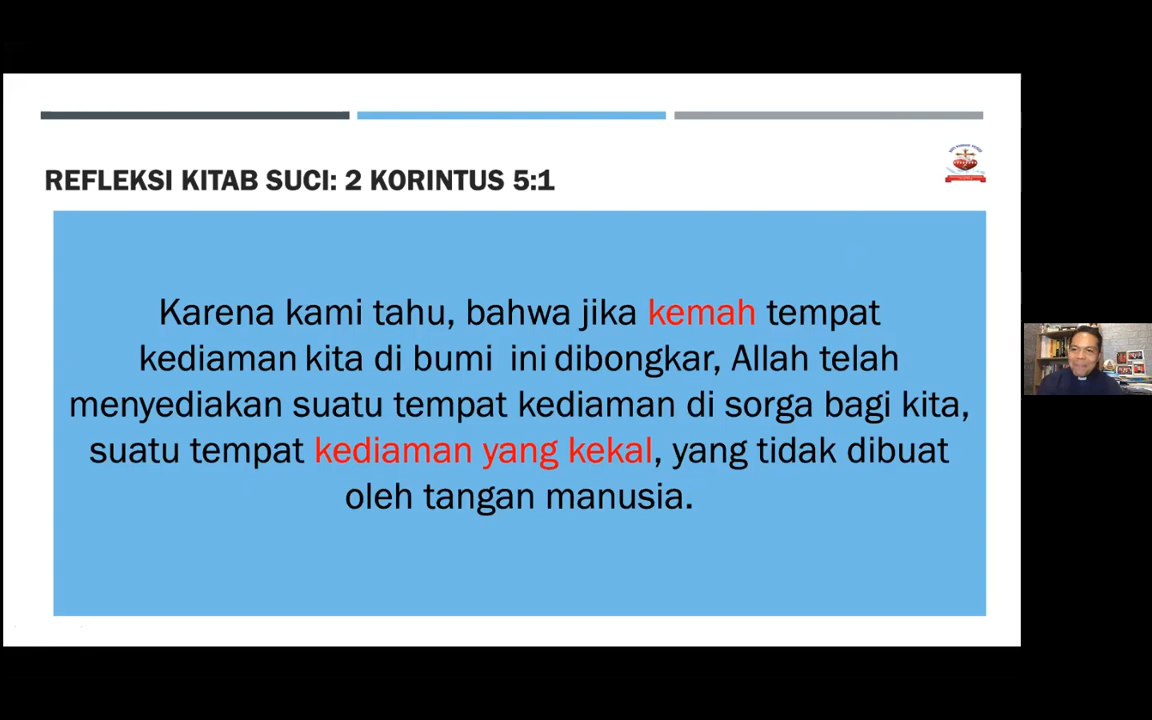 REFLEKSI KITAB SUCI: 2 KORINTUS 5:1
Karena kami tahu, bahwa jika kemah tempat
kediaman kita di bumi ini dibongkar, Allah telah
menyediakan suatu tempat kediaman di sorga bagi kita,
suatu tempat kediaman yang kekal, yang tidak dibuat
oleh tangan manusia.